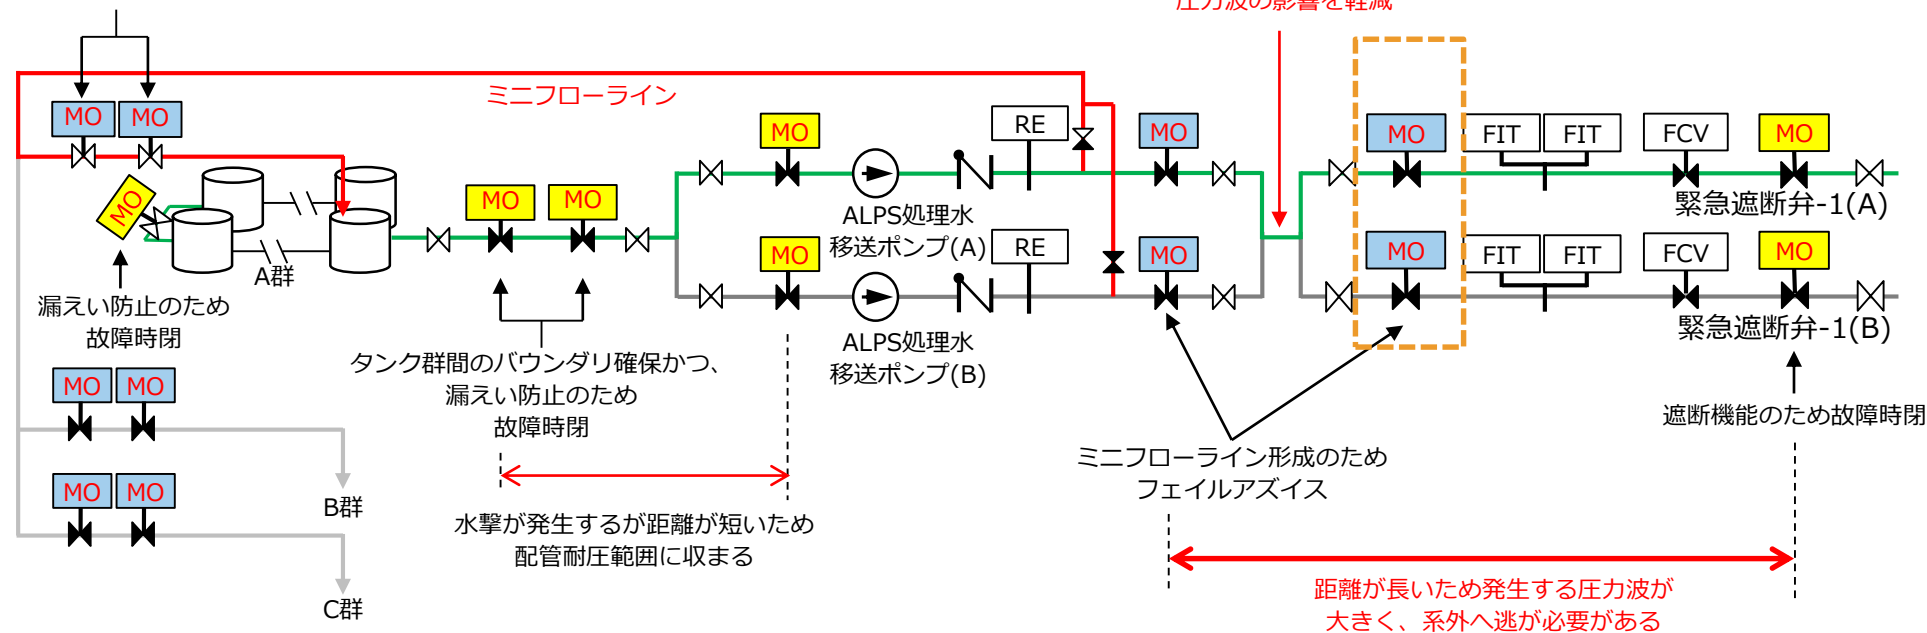 圧力波の影響を軽減
ミニフローライン
MO
MO
MO
RE
MO
MO
FIT
FIT
FCV
MO
MO
MO
MO
ALPS処理水
移送ポンプ(A)
緊急遮断弁-1(A)
A群
MO
RE
MO
MO
FIT
FIT
FCV
MO
漏えい防止のため
故障時閉
ALPS処理水
移送ポンプ(B)
緊急遮断弁-1(B)
タンク群間のバウンダリ確保かつ、
漏えい防止のため
故障時閉
MO
MO
遮断機能のため故障時閉
ミニフローライン形成のため
フェイルアズイス
MO
MO
B群
水撃が発生するが距離が短いため
配管耐圧範囲に収まる
C群
距離が長いため発生する圧力波が
大きく、系外へ逃が必要がある